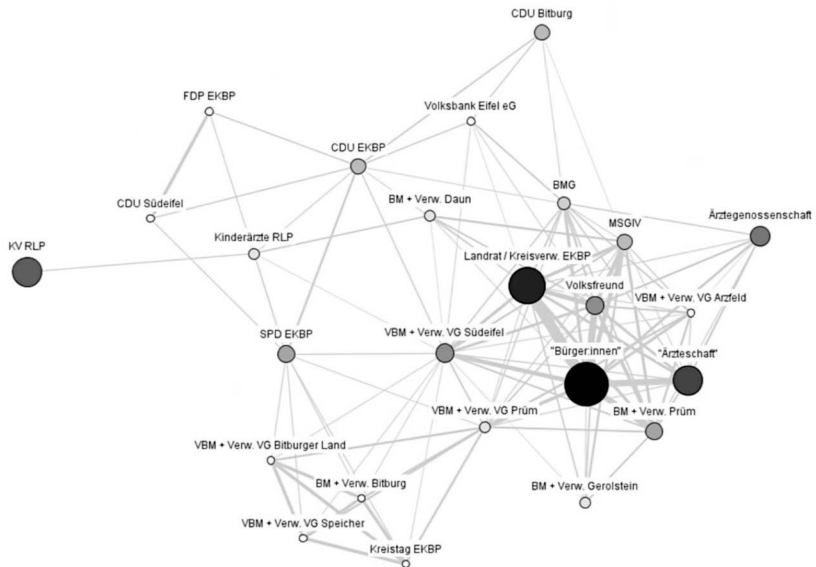 CDU Bitburg
FDP EKBP
Volksbank Eifel eG
CDU EKBP
BMG
BM + Verw. Daun
CDU Südeifel
MSGIV
Ärztegenossenschaft
Kinderärzte RLP
KV RLP
Landrat / Kreisverw. EKBP
Volksfreund
VBM + Verw. VG Arzfeld
SPD EKBP
VBM + Verw. VG Südeifel
"Bürger:innen"
"Ärzteschaft"
VBM + Verw. VG Prüm
BM + Verw. Prüm
VBM + Verw. VG Bitburger Land
BM + Verw. Bitburg
BM + Verw. Gerolstein
VBM + Verw. VG Speicher
Kreistag EKBP